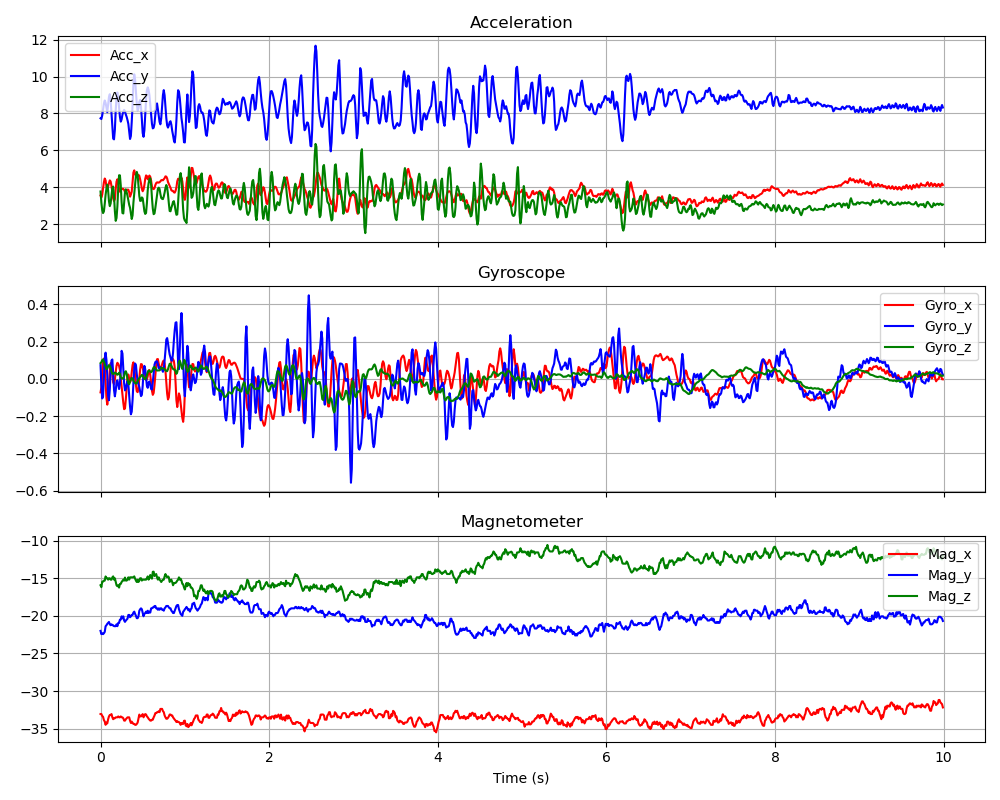 Acceleration
12
10
8
6
4
2
Acc_x
Acc_y
Acc_z
Gyroscope
0.4
0.2
0.0
−0.2
−0.4
−0.6
Gyro_x
Gyro_y
Gyro_z
Magnetometer
−10
−15
−20
−25
−30
−35
Mag_x
Mag_y
Mag_z
0 2 4 6 8 10
Time (s)